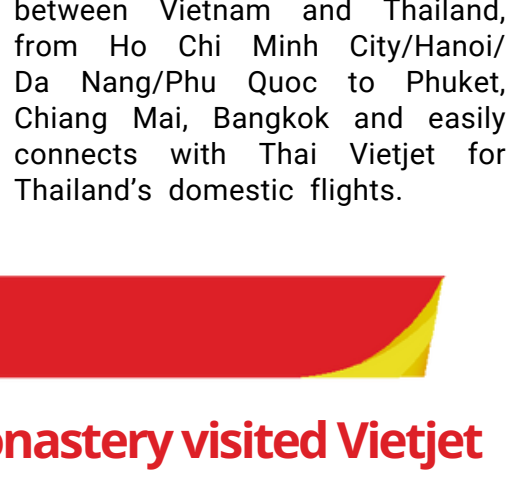 between Vietnam and Thailand,
from Ho Chi Minh City/Hanoi/
Da Nang/Phu Quoc to Phuket,
Chiang Mai, Bangkok and easily
connects with Thai Vietjet for
Thailand’s domestic flights.
visited Vietjet